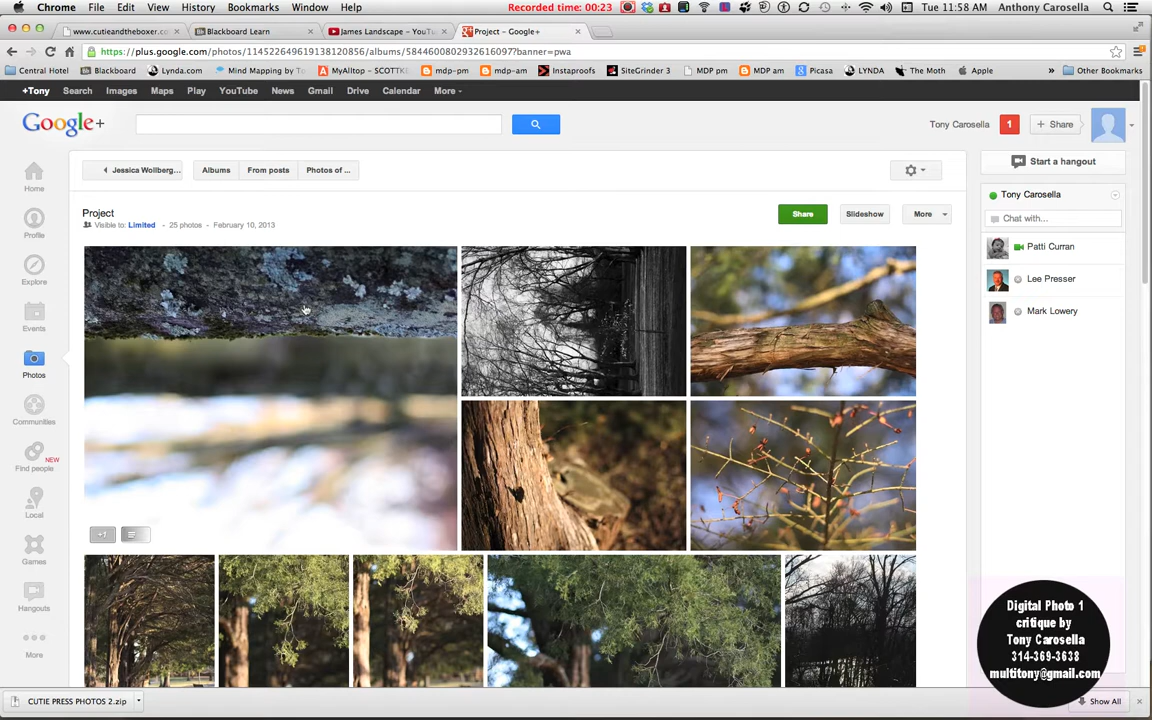 Chrome File Edit View History Bookmarks Window Help Recorded time: 00:23 Tue 11:58 AM Anthony Carosella
www.cutieandtheboxer.co Blackboard Learn James Landscape – YouTu Project – Google+
https://plus.google.com/photos/114522649619138120856/albums/5844600802932616097?banner=pwa
Central Hotel Blackboard Lynda.com Mind Mapping by To MyAlltop – SCOTTK mdp-pm mdp-am Instaproofs SiteGrinder 3 MDP pm MDP am Picasa LYNDA The Moth Apple » Other Bookmarks
+Tony Search Images Maps Play YouTube News Gmail Drive Calendar More
Google+ Tony Carosella 1 + Share
Jessica Wollberg... Albums From posts Photos of ... Start a hangout
Home
Profile
Explore
Events
Photos
Communities
Find people NEW
Local
Games
Hangouts
More
Project
Visible to: Limited - 25 photos - February 10, 2013
Share Slideshow More
+1
Tony Carosella
Chat with...
Patti Curran
Lee Presser
Mark Lowery
Digital Photo 1
critique by
Tony Carosella
314-369-3638
multitony@gmail.com
CUTIE PRESS PHOTOS 2.zip Show All